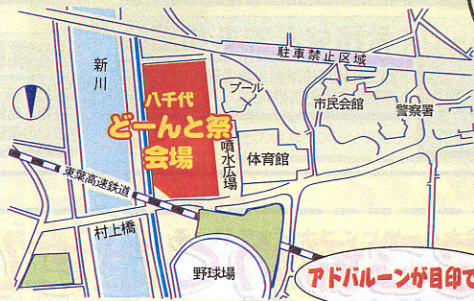 駐車禁止区域
新川
プール
八千代
どーんと祭
会場
市民会館
警察署
噴水広場
体育館
東葉高速鉄道
村上橋
野球場
アドバルーンが目印で